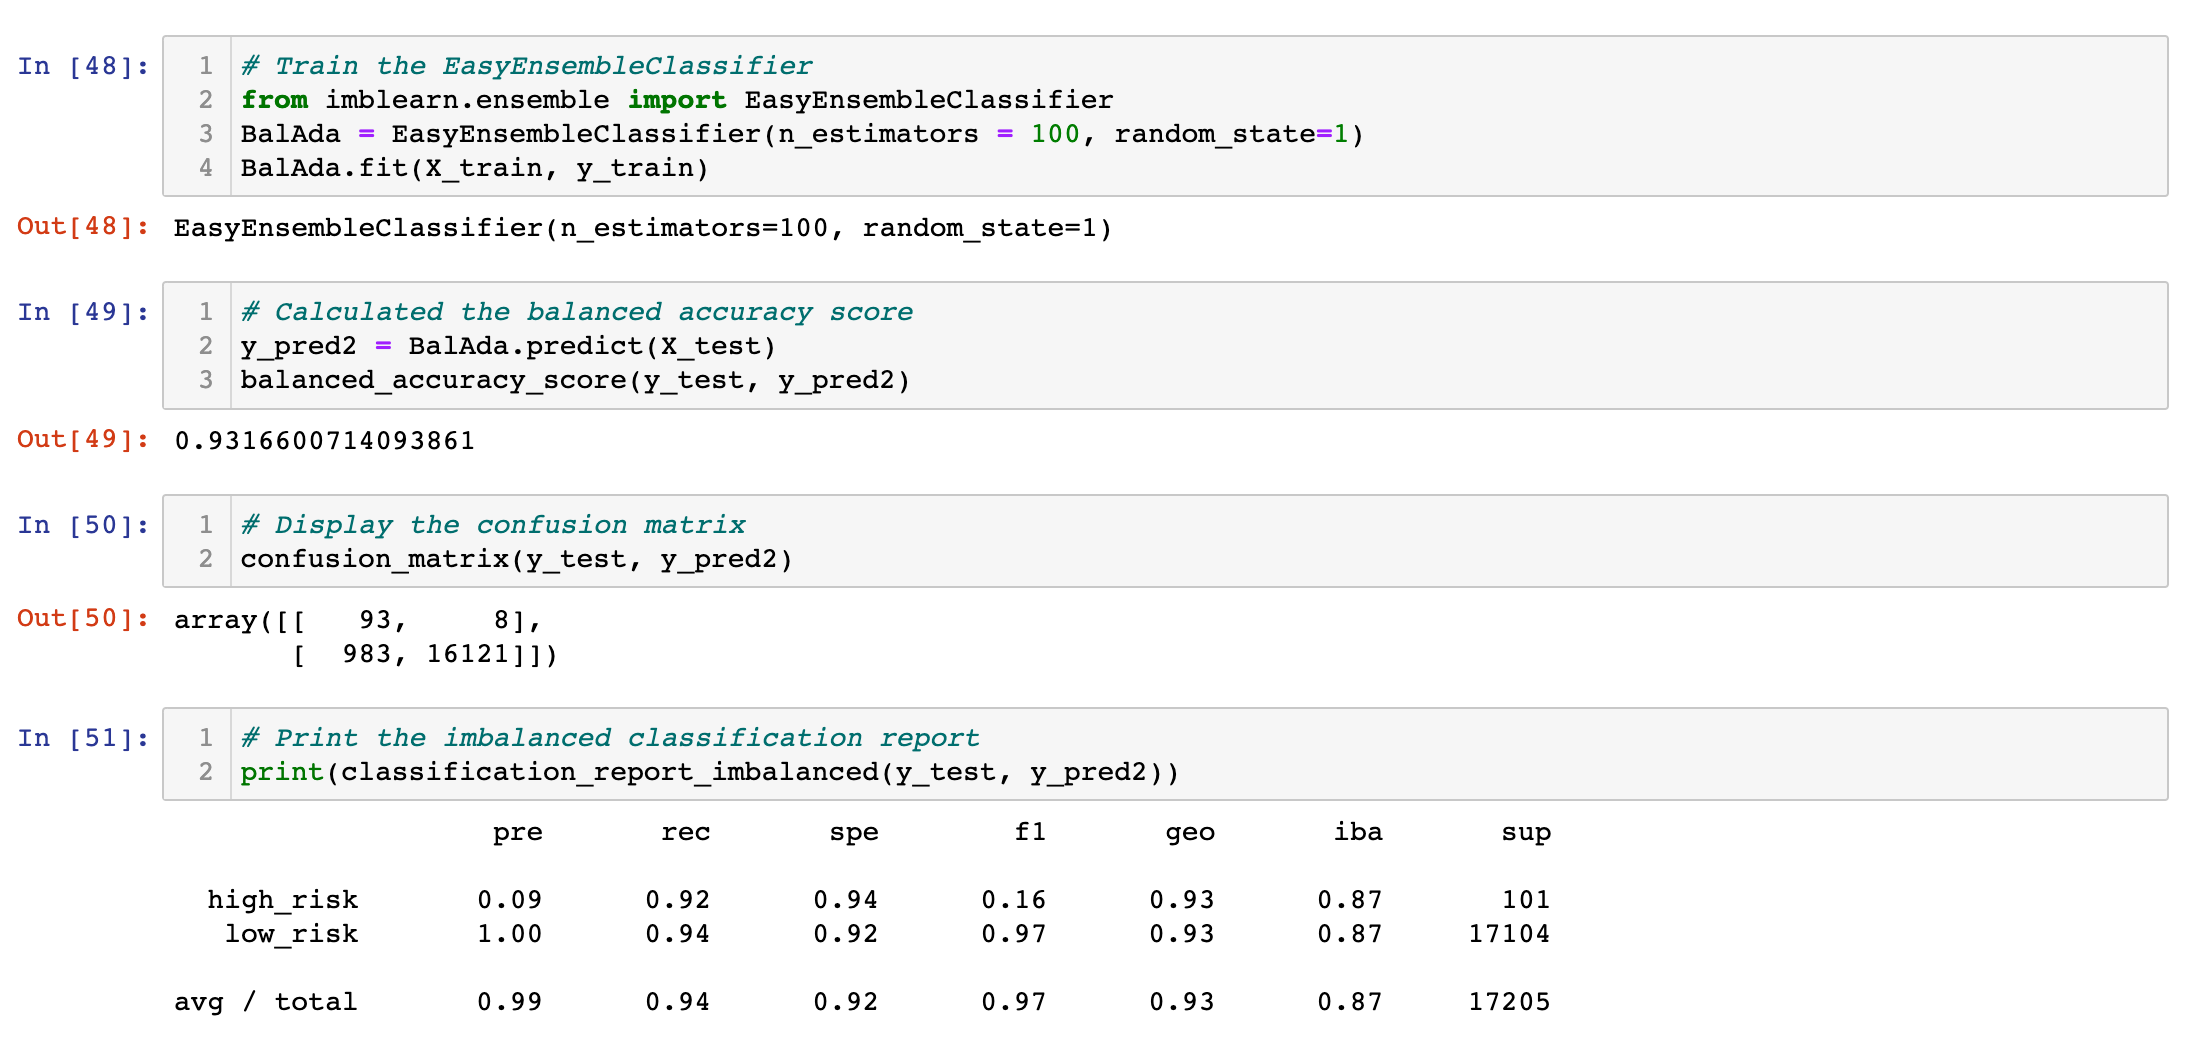 In [48]:
1 # Train the EasyEnsembleClassifier
2 from imblearn.ensemble import EasyEnsembleClassifier
3 BalAda = EasyEnsembleClassifier(n_estimators = 100, random_state=1)
4 BalAda.fit(X_train, y_train)
Out[48]: EasyEnsembleClassifier(n_estimators=100, random_state=1)
In [49]:
1 # Calculated the balanced accuracy score
2 y_pred2 = BalAda.predict(X_test)
3 balanced_accuracy_score(y_test, y_pred2)
Out[49]: 0.9316600714093861
In [50]:
1 # Display the confusion matrix
2 confusion_matrix(y_test, y_pred2)
Out[50]: array([[   93,     8],
       [  983, 16121]])
In [51]:
1 # Print the imbalanced classification report
2 print(classification_report_imbalanced(y_test, y_pred2))
pre rec spe f1 geo iba sup
high_risk 0.09 0.92 0.94 0.16 0.93 0.87 101
low_risk 1.00 0.94 0.92 0.97 0.93 0.87 17104
avg / total 0.99 0.94 0.92 0.97 0.93 0.87 17205